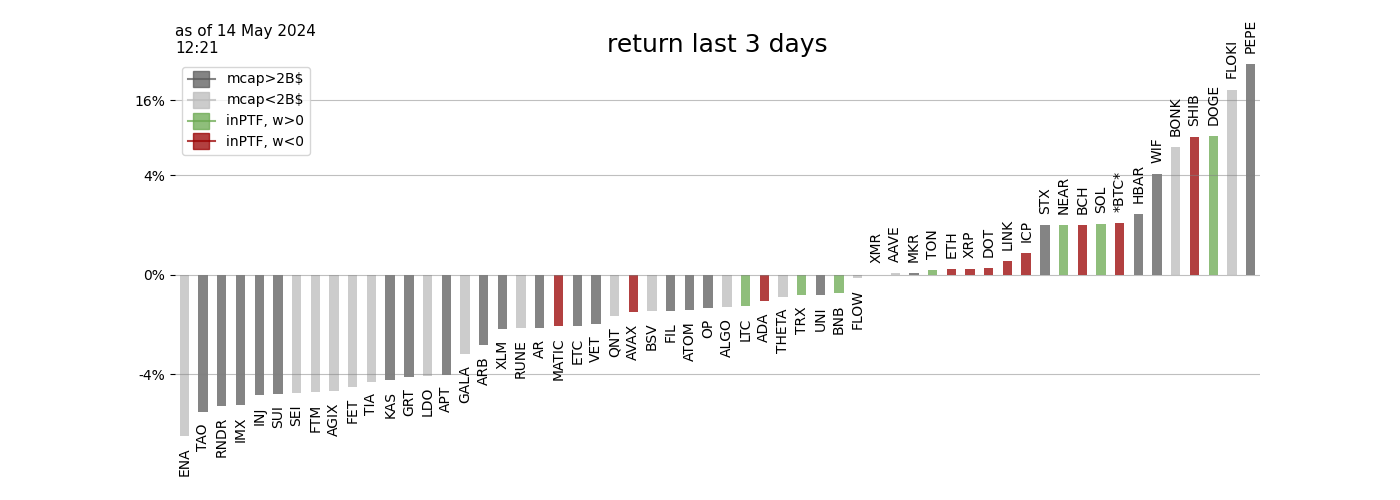 as of 14 May 2024
12:21
return last 3 days
mcap>2B$
mcap<2B$
inPTF, w>0
inPTF, w<0
16%
4%
0%
-4%
ENA
TAO
RNDR
IMX
INJ
SUI
SEI
FTM
AGIX
FET
TIA
KAS
GRT
LDO
APT
GALA
ARB
XLM
RUNE
AR
MATIC
ETC
VET
QNT
AVAX
BSV
FIL
ATOM
OP
ALGO
LTC
ADA
THETA
TRX
UNI
BNB
FLOW
XMR
AAVE
MKR
TON
ETH
XRP
DOT
LINK
ICP
STX
NEAR
BCH
SOL
*BTC*
HBAR
WIF
BONK
SHIB
DOGE
FLOKI
PEPE